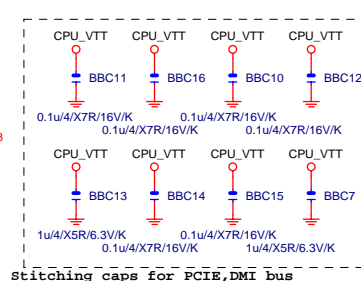 CPU_VTT CPU_VTT CPU_VTT CPU_VTT
BBC11 BBC16 BBC10 BBC12
0.1u/4/X7R/16V/K 0.1u/4/X7R/16V/K
0.1u/4/X7R/16V/K 0.1u/4/X7R/16V/K
CPU_VTT CPU_VTT CPU_VTT CPU_VTT
BBC13 BBC14 BBC15 BBC7
1u/4/X5R/6.3V/K 0.1u/4/X7R/16V/K
0.1u/4/X7R/16V/K 1u/4/X5R/6.3V/K
Stitching caps for PCIE,DMI bus